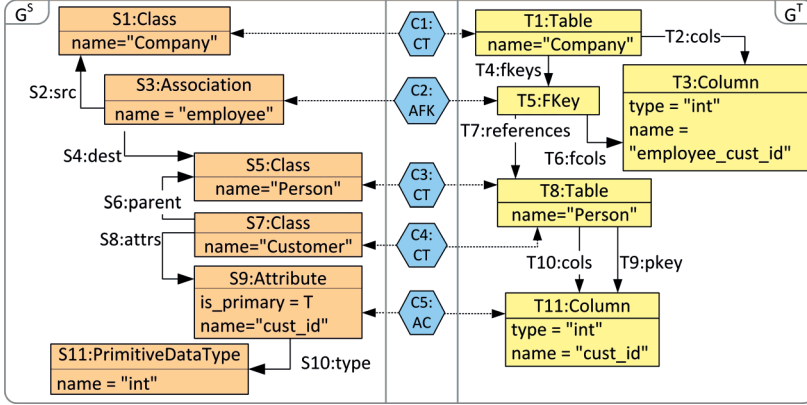 G^S
S1:Class
name="Company"
S2:src
S3:Association
name = "employee"
S4:dest
S5:Class
name="Person"
S6:parent
S7:Class
name="Customer"
S8:attrs
S9:Attribute
is_primary = T
name="cust_id"
S11:PrimitiveDataType
name = "int"
S10:type
C1:
CT
C2:
AFK
C3:
CT
C4:
CT
C5:
AC
G^T
T1:Table
name="Company"
T2:cols
T4:fkeys
T3:Column
type = "int"
name =
"employee_cust_id"
T5:FKey
T7:references
T6:fcols
T8:Table
name="Person"
T10:cols
T9:pkey
T11:Column
type = "int"
name = "cust_id"